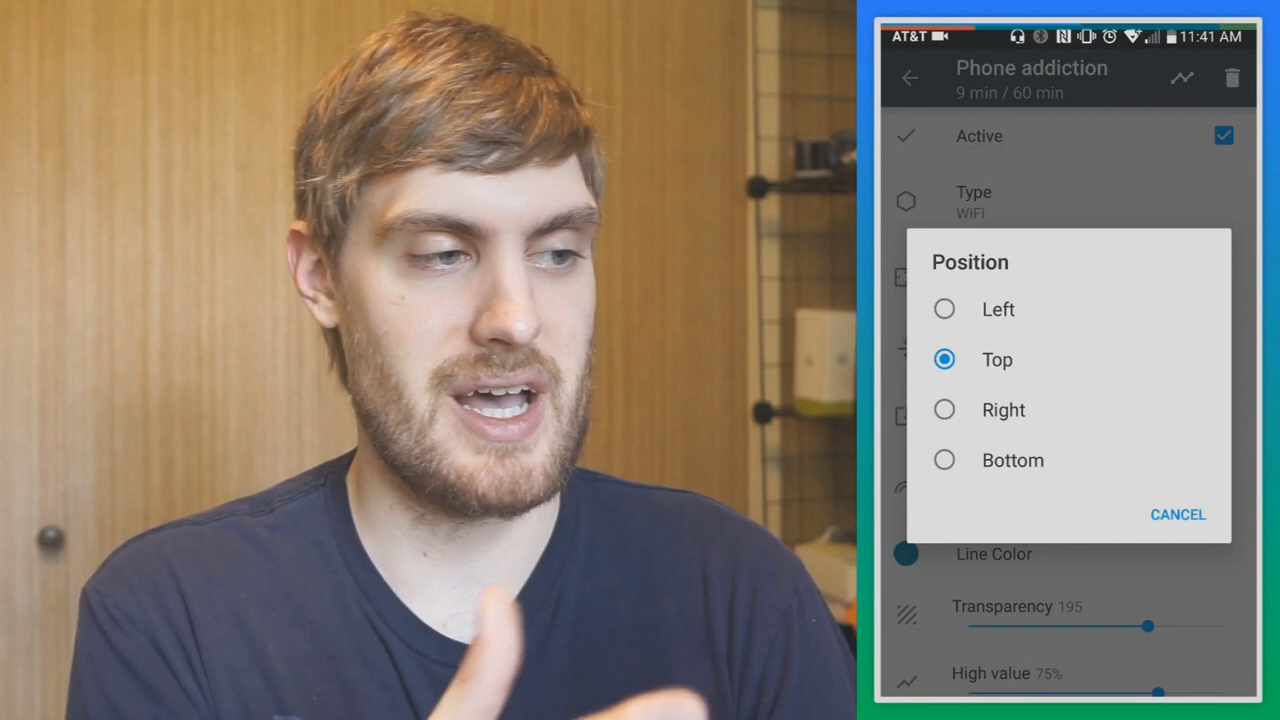 AT&T 11:41 AM
Phone addiction
9 min / 60 min
Active
Type
WiFi
Position
Left
Top
Right
Bottom
CANCEL
Line Color
Transparency 195
High value 75%